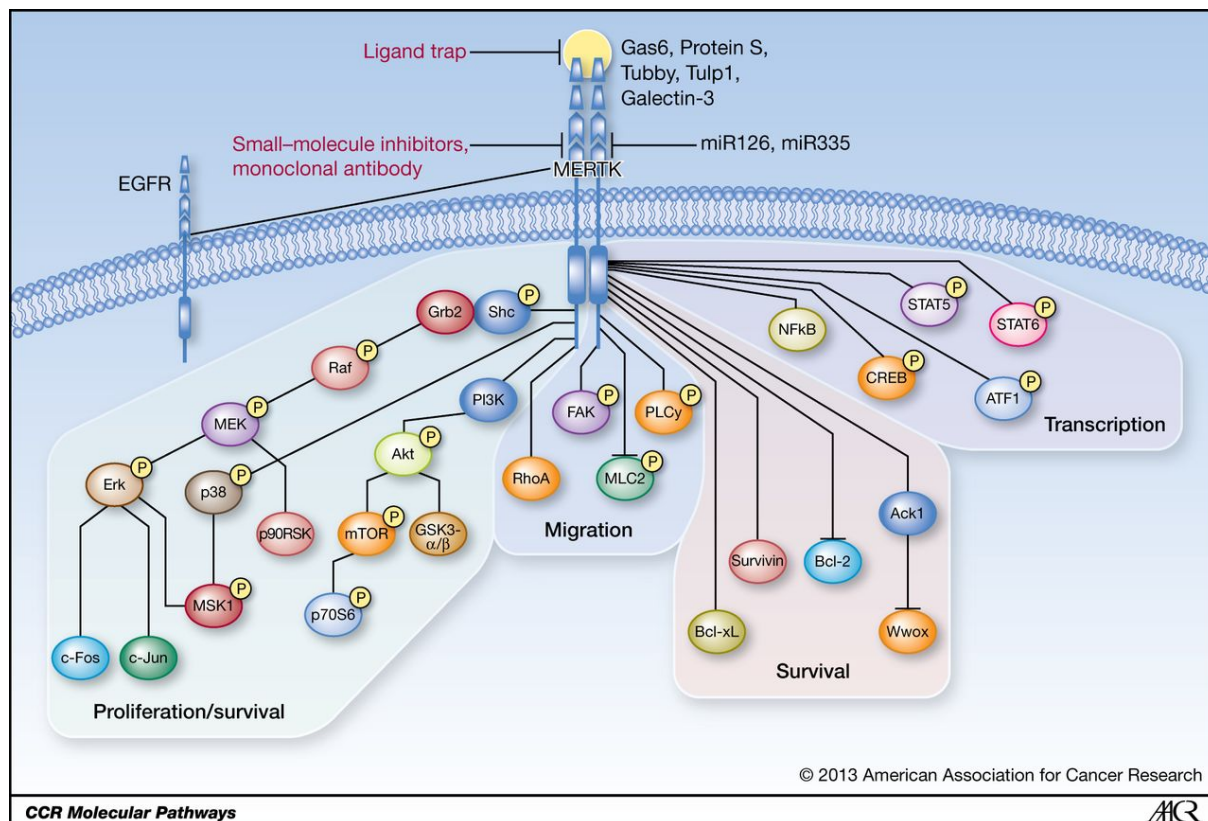 Ligand trap
Gas6, Protein S,
Tubby, Tulp1,
Galectin-3
Small–molecule inhibitors,
monoclonal antibody
miR126, miR335
MERTK
EGFR
Grb2
Shc
P
Raf
P
MEK
P
Erk
P
p38
P
p90RSK
MSK1
P
c-Fos
c-Jun
PI3K
Akt
P
mTOR
P
GSK3-
α/β
p70S6
P
Proliferation/survival
RhoA
FAK
P
MLC2
P
PLCy
P
Migration
Bcl-xL
Survivin
Bcl-2
Ack1
Wwox
Survival
NFkB
STAT5
P
STAT6
P
CREB
P
ATF1
P
Transcription
© 2013 American Association for Cancer Research
CCR Molecular Pathways
AACR